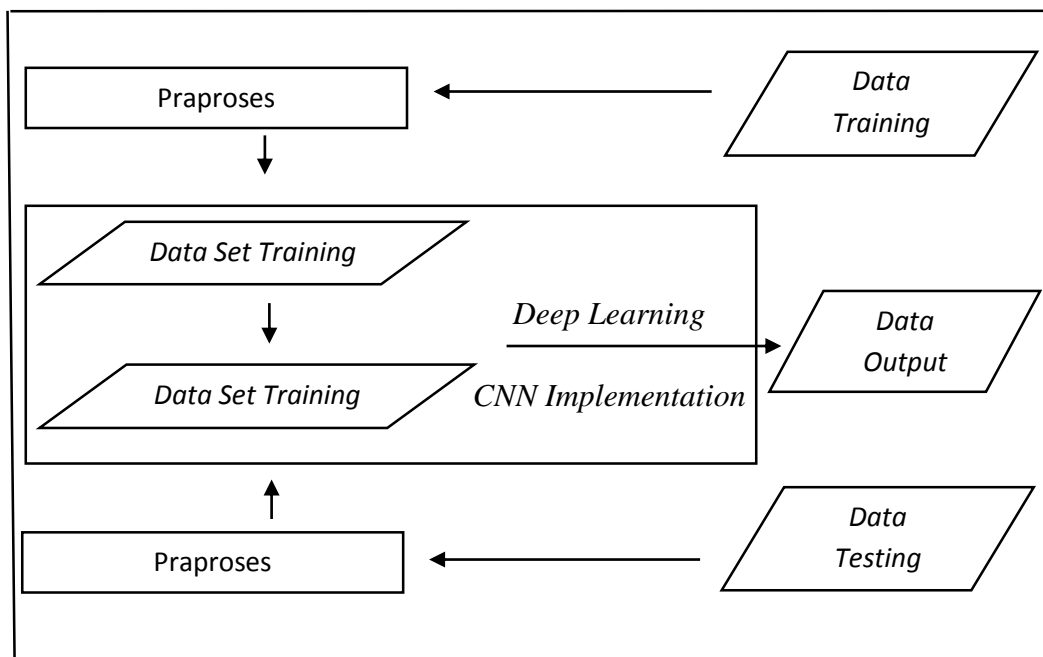 Praproses
Data
Training
Data Set Training
Deep Learning
Data
Output
Data Set Training
CNN Implementation
Praproses
Data
Testing